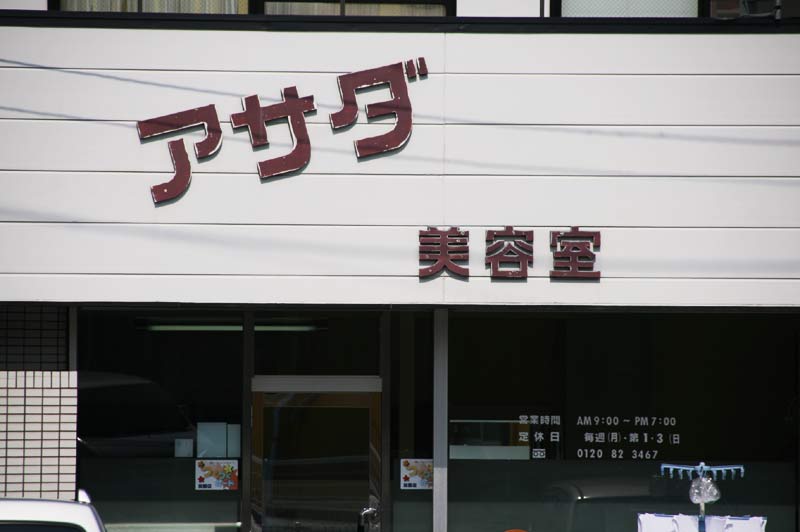 アサダ
美容室
営業時間 AM9:00～PM7:00
定休日 毎週(月)・第1・3(日
0120 82 3467